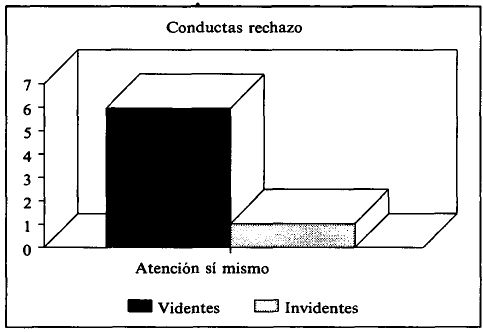 Conductas rechazo
7
6
5
4
3
2
1
0
Atención sí mismo
Videntes Invidentes